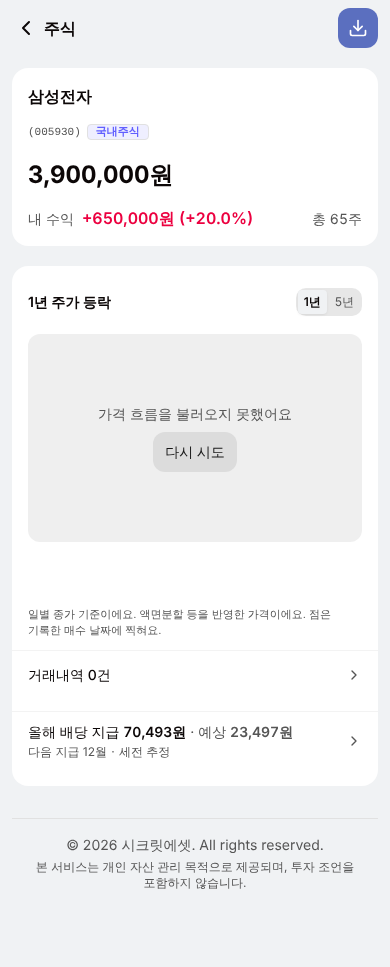 주식
삼성전자
(005930) 국내주식
3,900,000원
내 수익 +650,000원 (+20.0%) 총 65주
1년 주가 등락 1년 5년
가격 흐름을 불러오지 못했어요
다시 시도
일별 종가 기준이에요. 액면분할 등을 반영한 가격이에요. 점은
기록한 매수 날짜에 찍혀요.
거래내역 0건
올해 배당 지급 70,493원 · 예상 23,497원
다음 지급 12월 · 세전 추정
© 2026 시크릿에셋. All rights reserved.
본 서비스는 개인 자산 관리 목적으로 제공되며, 투자 조언을
포함하지 않습니다.